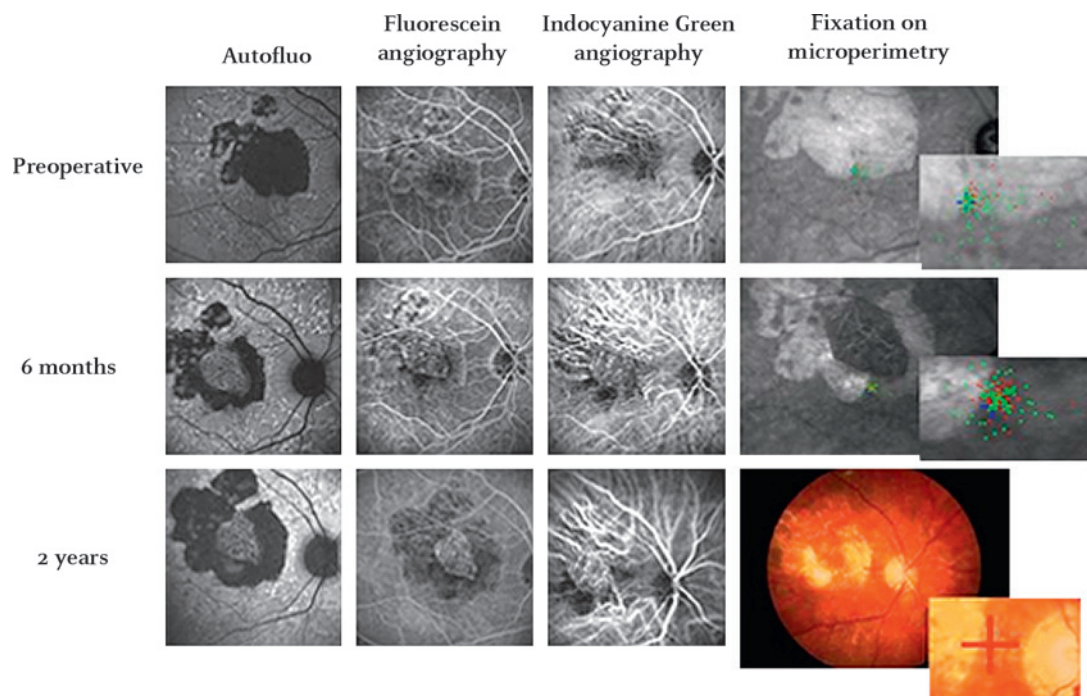 Autofluo
Fluorescein
angiography
Indocyanine Green
angiography
Fixation on
microperimetry
Preoperative
6 months
2 years